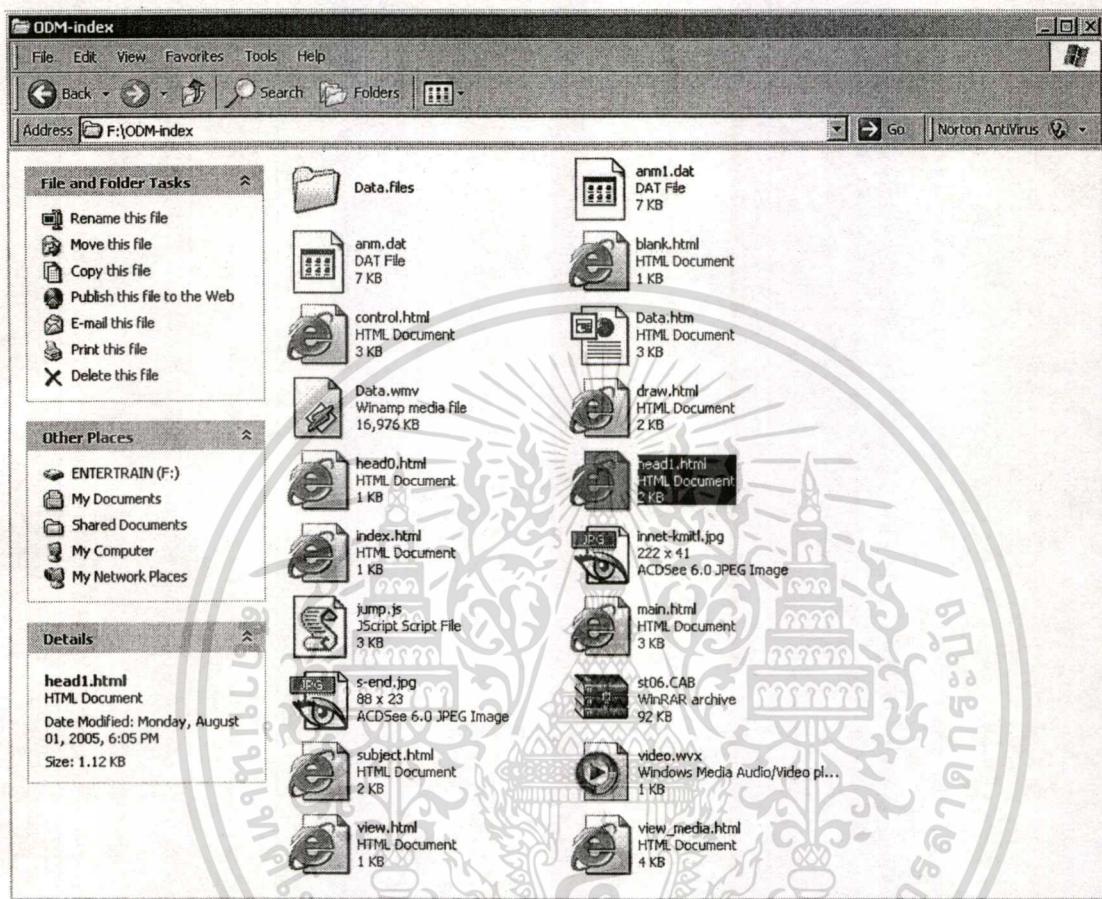 ODM-index
File Edit View Favorites Tools Help
Back Search Folders
Address F:\ODM-index Go Norton AntiVirus
File and Folder Tasks
Rename this file
Move this file
Copy this file
Publish this file to the Web
E-mail this file
Print this file
Delete this file
Other Places
ENTERTRAIN (F:)
My Documents
Shared Documents
My Computer
My Network Places
Details
head1.html
HTML Document
Date Modified: Monday, August
01, 2005, 6:05 PM
Size: 1.12 KB
Data.files
anm1.dat
DAT File
7 KB
anm.dat
DAT File
7 KB
blank.html
HTML Document
1 KB
control.html
HTML Document
3 KB
Data.htm
HTML Document
3 KB
Data.wmv
Winamp media file
16,976 KB
draw.html
HTML Document
2 KB
head0.html
HTML Document
1 KB
head1.html
HTML Document
2 KB
index.html
HTML Document
1 KB
JPG
innet-kmitl.jpg
222 x 41
ACDSee 6.0 JPEG Image
jump.js
JScript Script File
3 KB
main.html
HTML Document
3 KB
JPG
s-end.jpg
88 x 23
ACDSee 6.0 JPEG Image
st06.CAB
WinRAR archive
92 KB
subject.html
HTML Document
2 KB
video.wvx
Windows Media Audio/Video pl...
1 KB
view.html
HTML Document
1 KB
view_media.html
HTML Document
4 KB